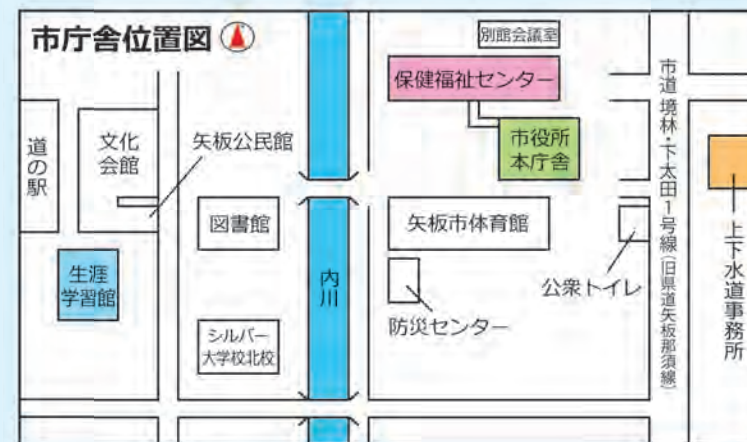 市庁舎位置図
別館会議室
保健福祉センター
市役所
本庁舎
道の駅
文化
会館
矢板公民館
図書館
生涯
学習館
シルバー
大学校北校
内川
矢板市体育館
防災センター
公衆トイレ
市道 境林・下太田1号線(旧県道矢板那須線)
上下水道事務所